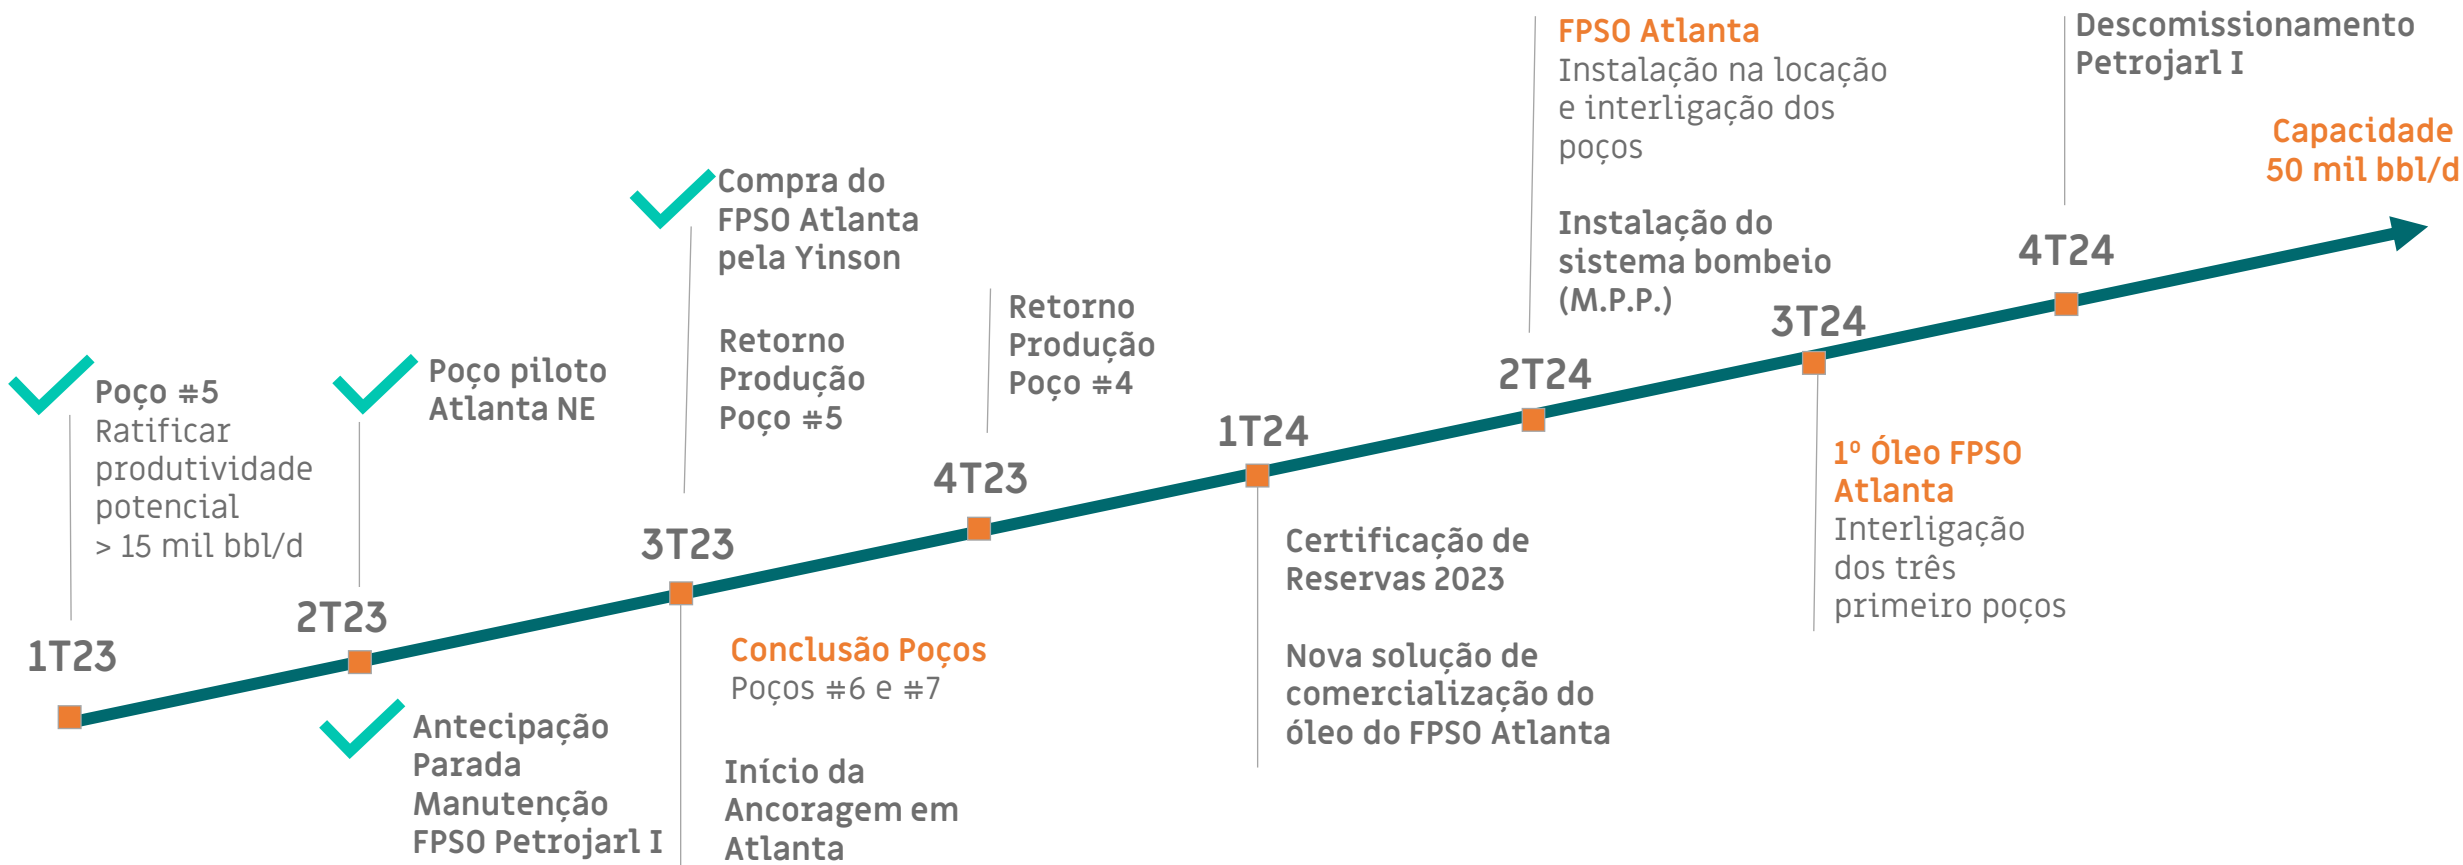 1T23
Poço #5
Ratificar
produtividade
potencial
> 15 mil bbl/d
2T23
Poço piloto
Atlanta NE
Antecipação
Parada
Manutenção
FPSO Petrojarl I
3T23
Compra do
FPSO Atlanta
pela Yinson
Retorno
Produção
Poço #5
Conclusão Poços
Poços #6 e #7
Início da
Ancoragem em
Atlanta
4T23
Retorno
Produção
Poço #4
1T24
Certificação de
Reservas 2023
Nova solução de
comercialização do
óleo do FPSO Atlanta
2T24
FPSO Atlanta
Instalação na locação
e interligação dos
poços
Instalação do
sistema bombeio
(M.P.P.)
3T24
1º Óleo FPSO
Atlanta
Interligação
dos três
primeiro poços
4T24
Descomissionamento
Petrojarl I
Capacidade
50 mil bbl/d